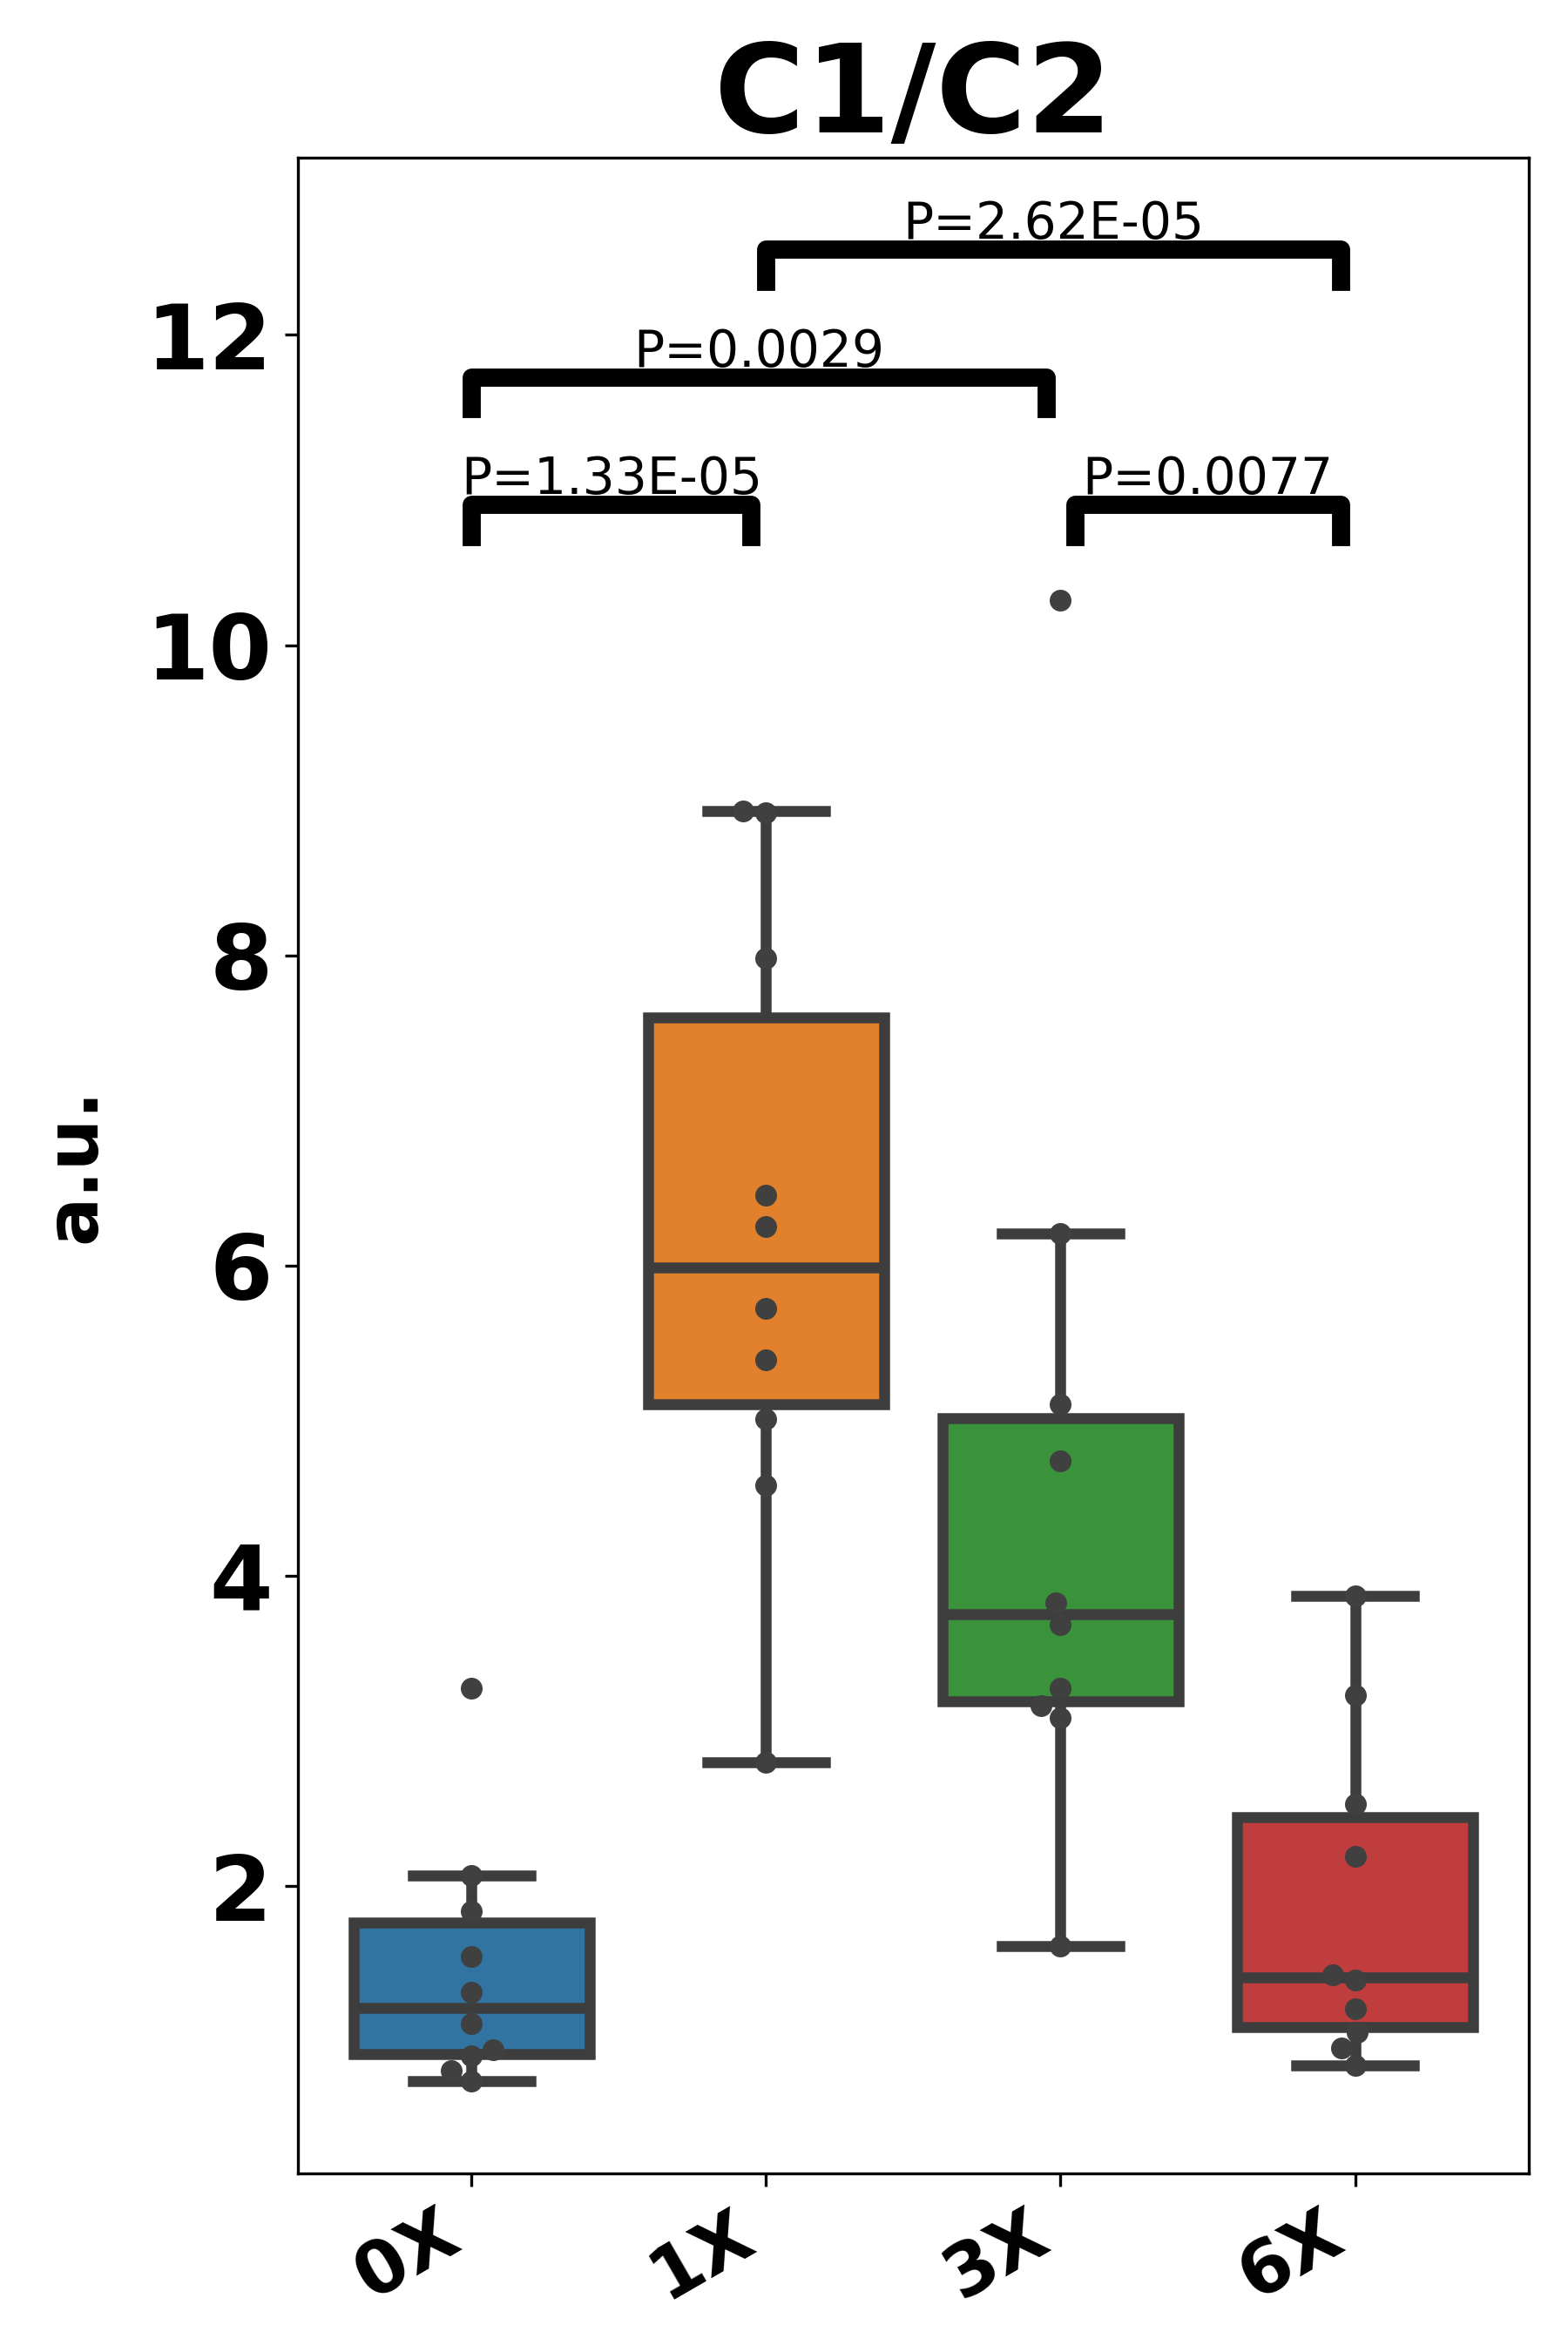 C1/C2
P=2.62E-05
P=0.0029
P=1.33E-05
P=0.0077
12
10
8
6
4
2
a.u.
0X
1X
3X
6X